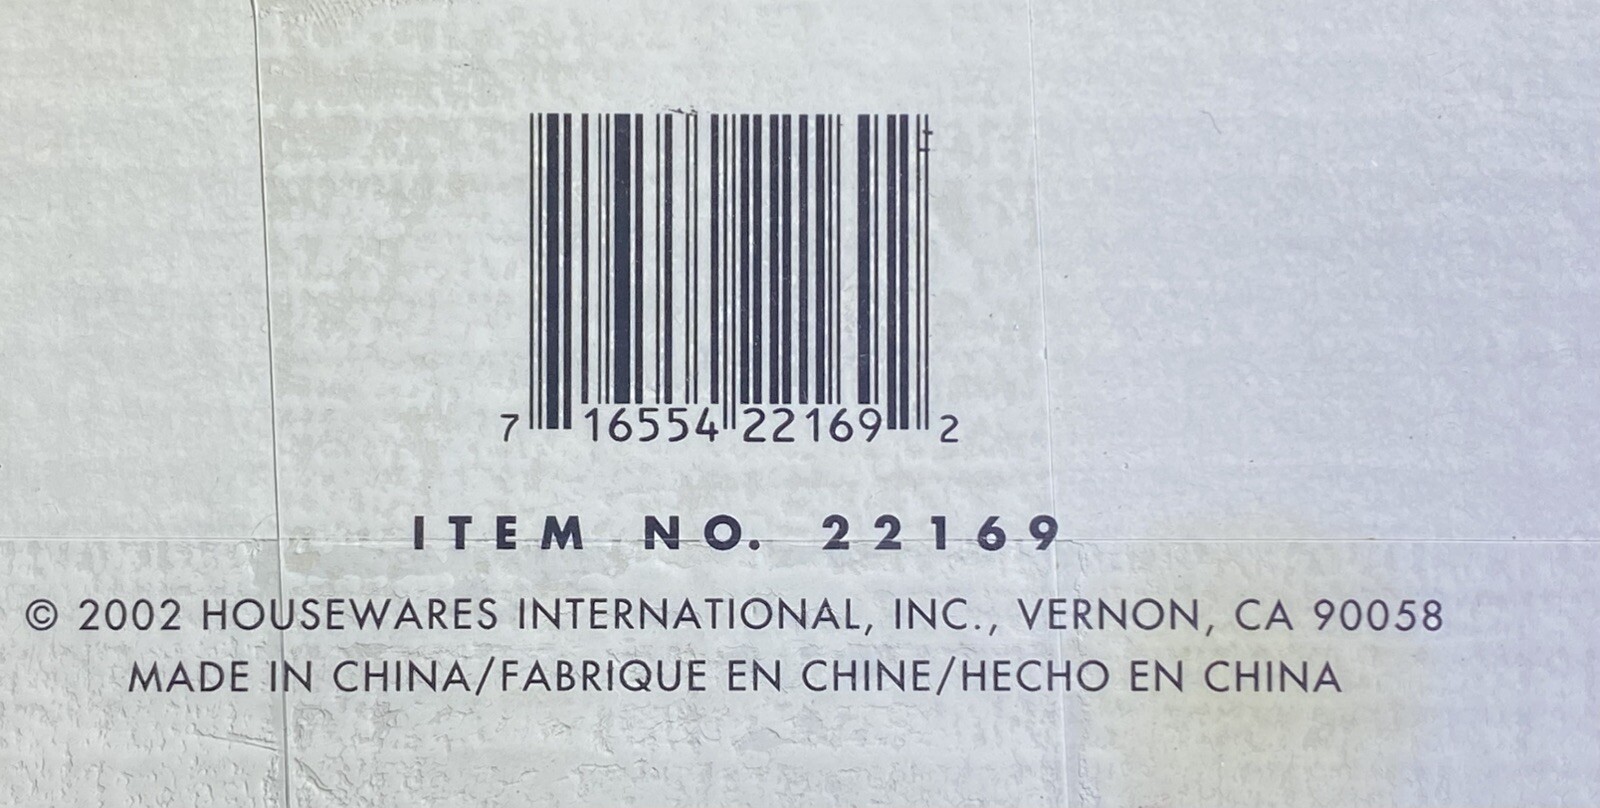 7 16554 22169 2
ITEM NO. 22169
© 2002 HOUSEWARES INTERNATIONAL, INC., VERNON, CA 90058
MADE IN CHINA/FABRIQUE EN CHINE/HECHO EN CHINA